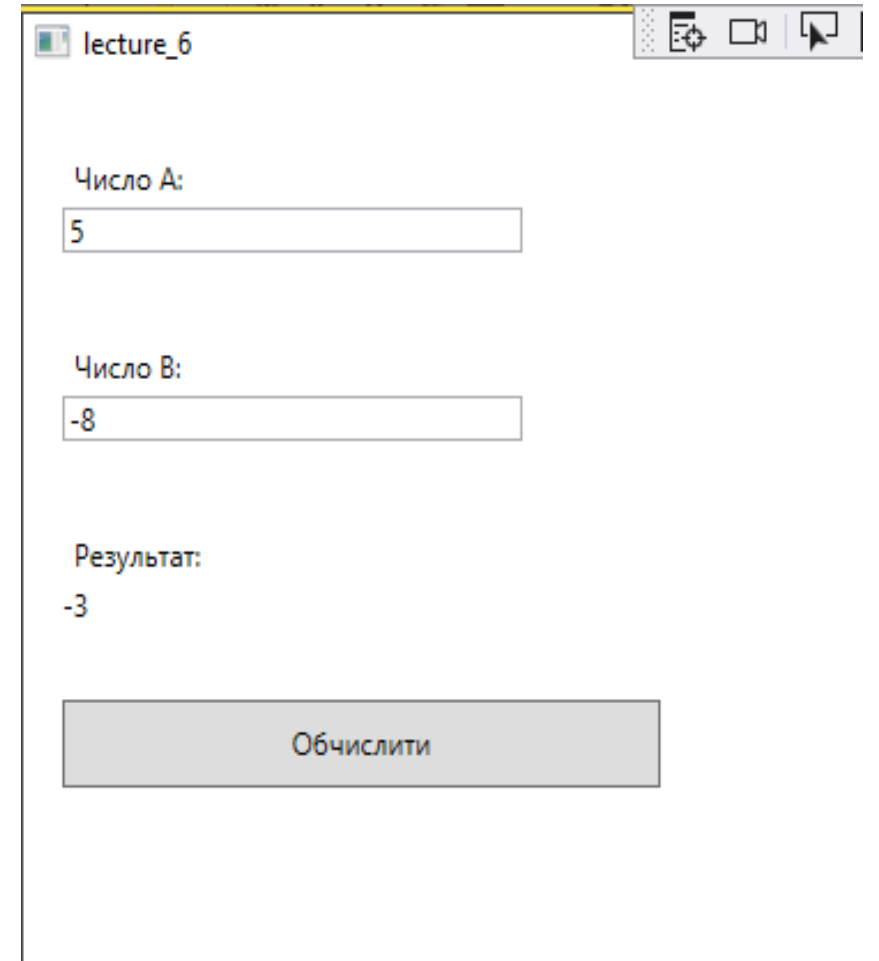 lecture_6
Число А:
5
Число В:
-8
Результат:
-3
Обчислити